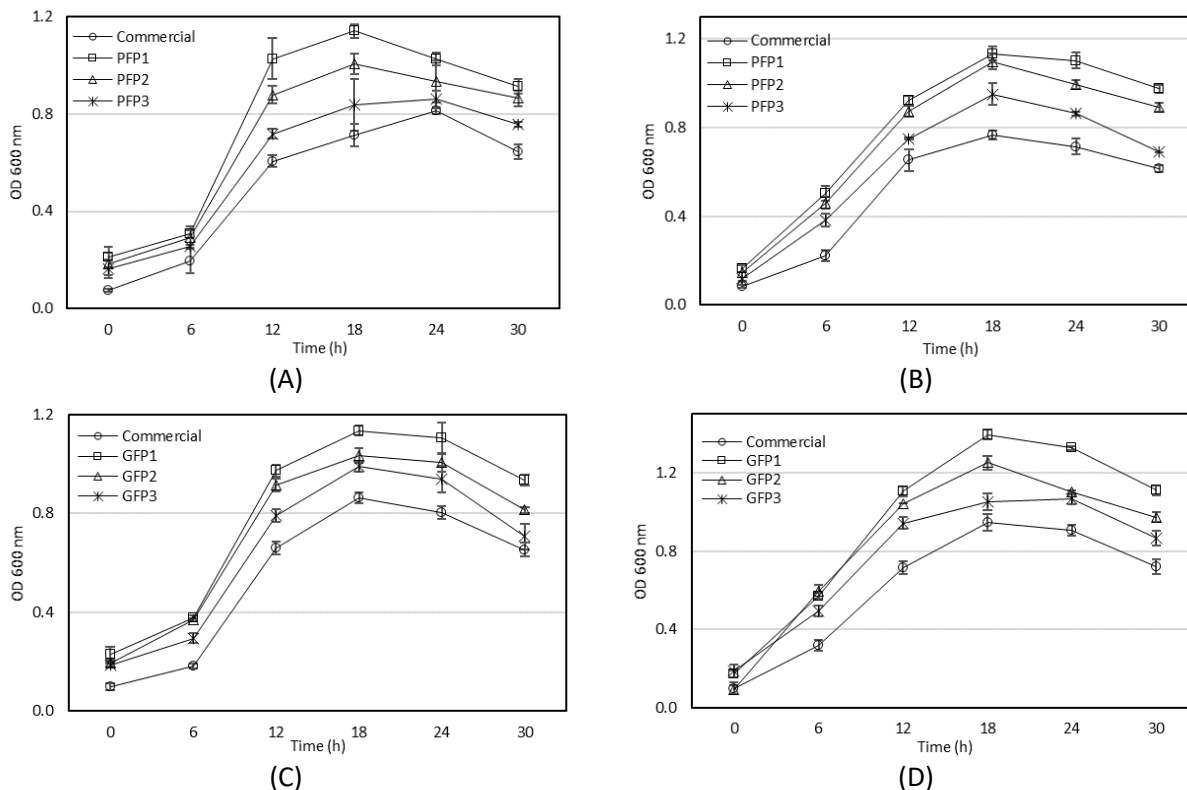 1.2
0.8
0.4
0.0
OD 600 nm
Commercial
PFP1
PFP2
PFP3
0 6 12 18 24 30
Time (h)
(A)
1.2
0.8
0.4
0.0
OD 600 nm
Commercial
PFP1
PFP2
PFP3
0 6 12 18 24 30
Time (h)
(B)
1.2
0.8
0.4
0.0
OD 600 nm
Commercial
GFP1
GFP2
GFP3
0 6 12 18 24 30
Time (h)
(C)
1.2
0.8
0.4
0.0
OD 600 nm
Commercial
GFP1
GFP2
GFP3
0 6 12 18 24 30
Time (h)
(D)